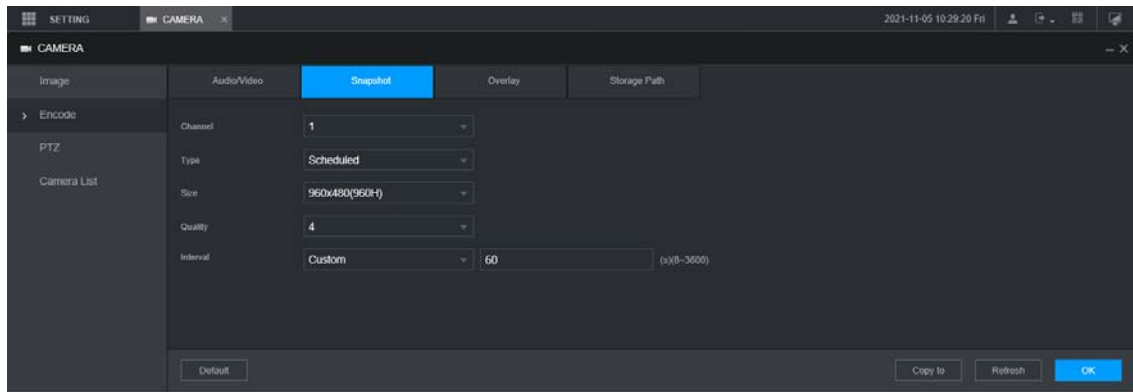 SETTING CAMERA × 2021-11-05 10:29:20 Fri
CAMERA
Image Audio/Video Snapshot Overlay Storage Path
Encode
Channel 1
PTZ
Type Scheduled
Camera List
Size 960x480(960H)
Quality 4
Interval Custom 60 (s)(8~3600)
Default Copy to Refresh OK